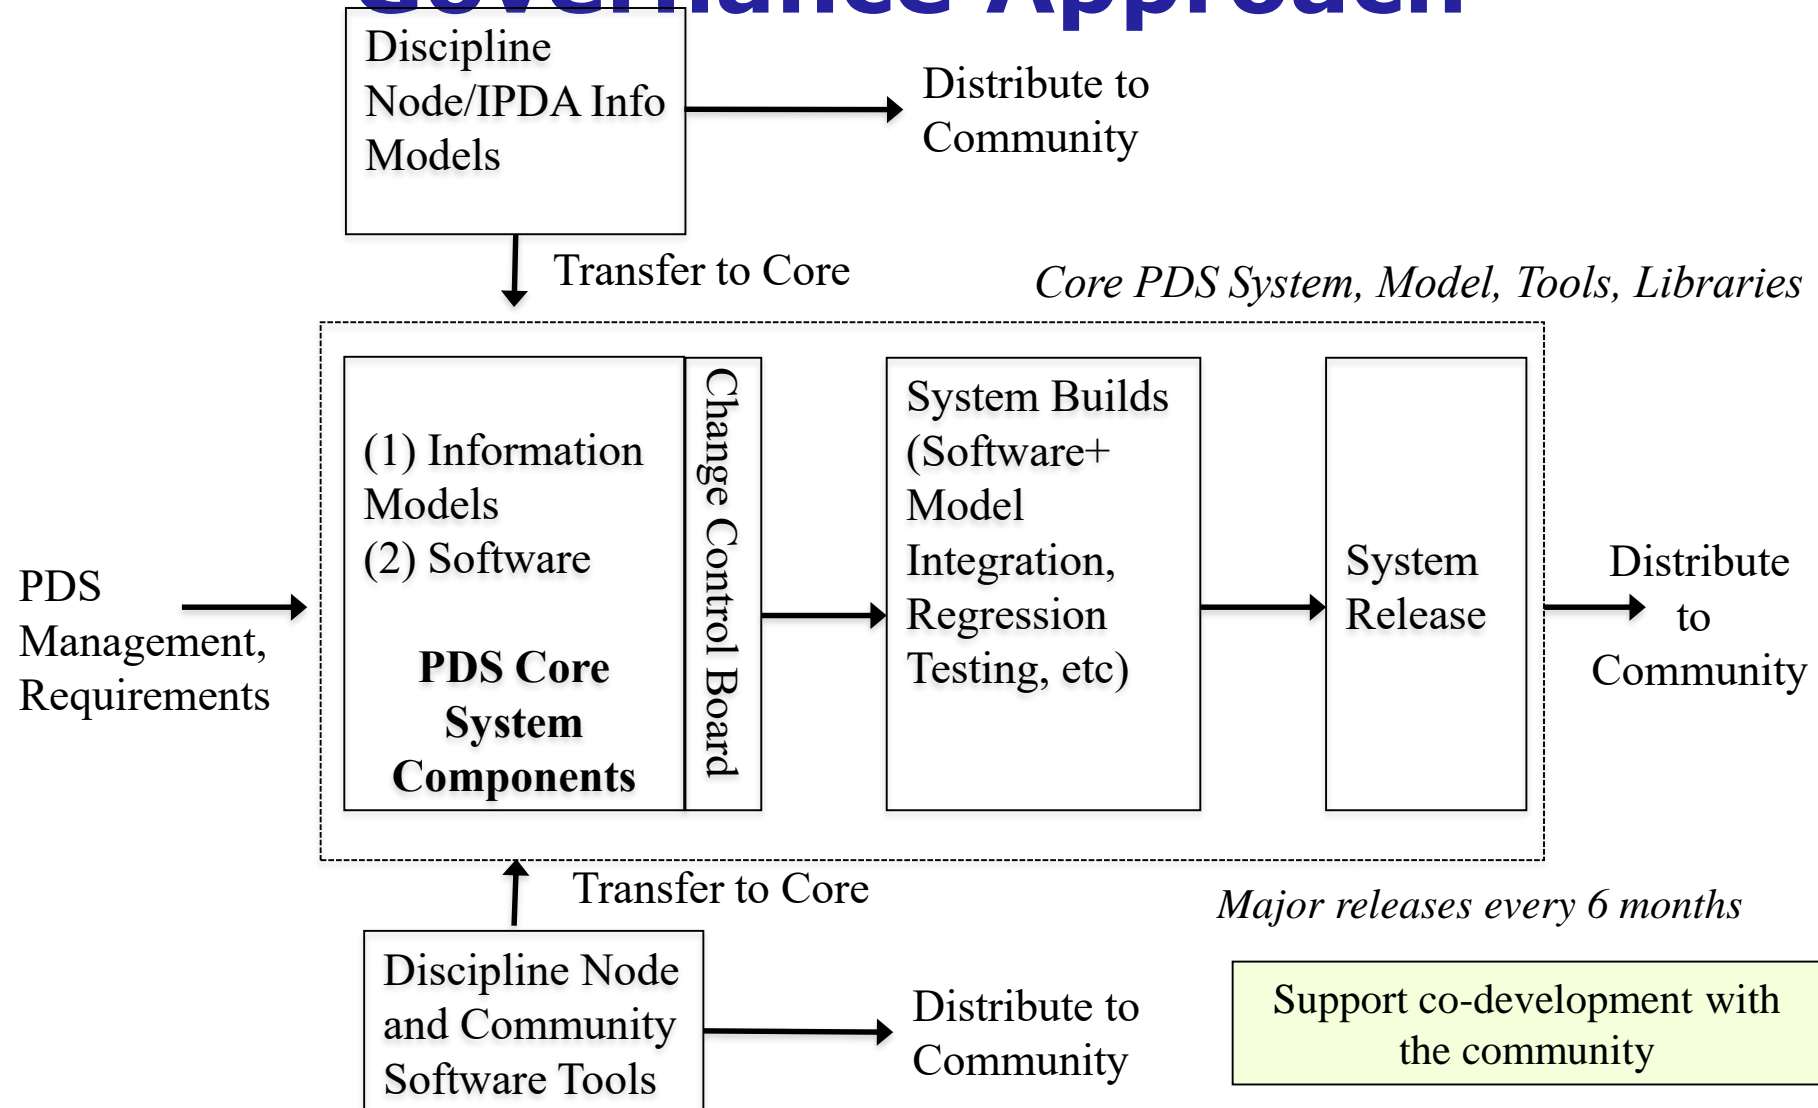 Governance Approach
Discipline
Node/IPDA Info
Models
Distribute to
Community
Transfer to Core
Core PDS System, Model, Tools, Libraries
PDS
Management,
Requirements
(1) Information
Models
(2) Software
PDS Core
System
Components
Change Control Board
System Builds
(Software+
Model
Integration,
Regression
Testing, etc)
System
Release
Distribute
to
Community
Transfer to Core
Major releases every 6 months
Discipline Node
and Community
Software Tools
Distribute to
Community
Support co-development with
the community